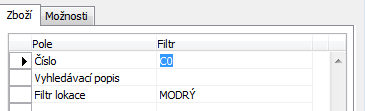 Zboží Možnosti
Pole Filtr
Číslo C0
Vyhledávací popis
Filtr lokace MODRÝ